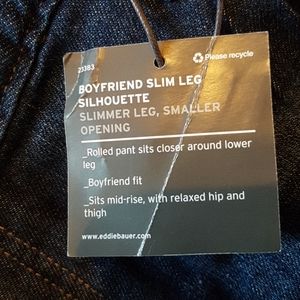 Please recycle
23383
BOYFRIEND SLIM LEG
SILHOUETTE
SLIMMER LEG, SMALLER
OPENING
_Rolled pant sits closer around lower
leg
_Boyfriend fit
_Sits mid-rise, with relaxed hip and
thigh
www.eddiebauer.com